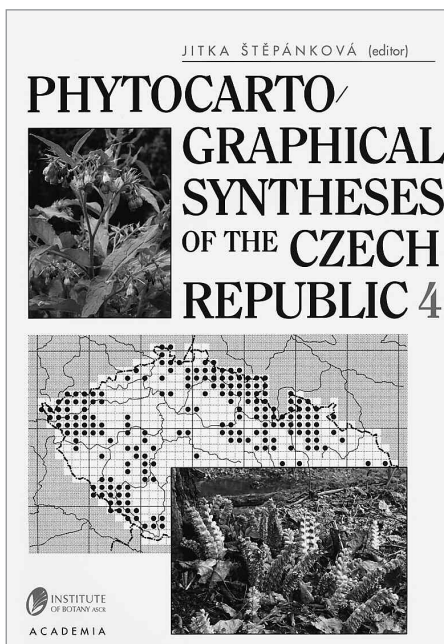 JITKA ŠTĚPÁNKOVÁ (editor)
PHYTOCARTO/
GRAPHICAL
SYNTHESES
OF THE CZECH
REPUBLIC 4
INSTITUTE
OF BOTANY ASCR
ACADEMIA